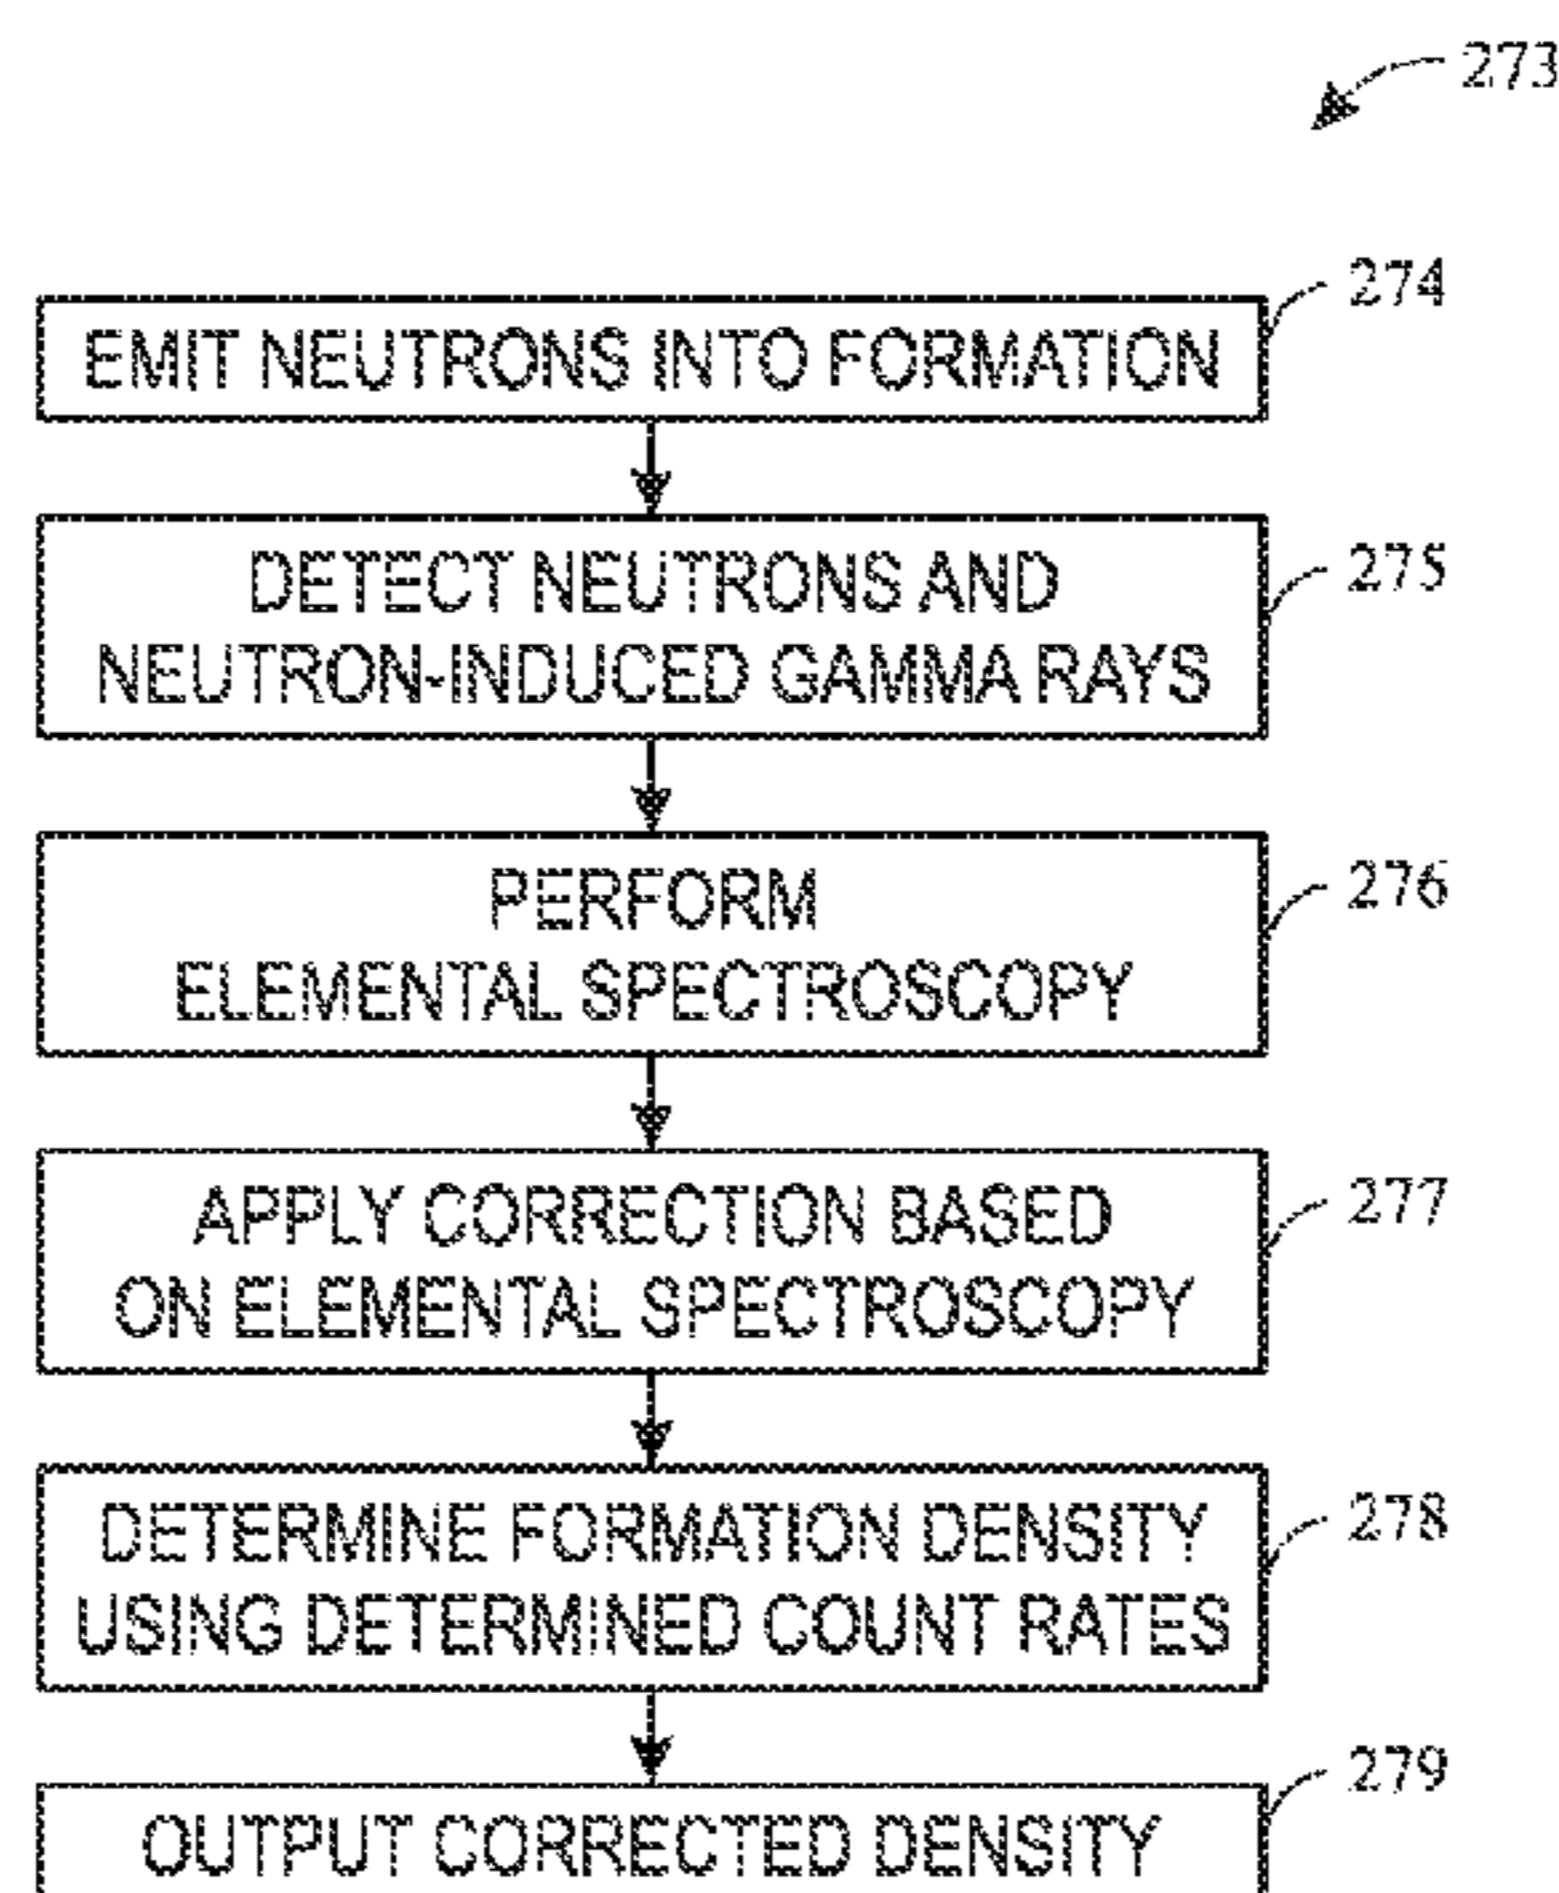 273
274
EMIT NEUTRONS INTO FORMATION
275
DETECT NEUTRONS AND
NEUTRON-INDUCED GAMMA RAYS
276
PERFORM
ELEMENTAL SPECTROSCOPY
277
APPLY CORRECTION BASED
ON ELEMENTAL SPECTROSCOPY
278
DETERMINE FORMATION DENSITY
USING DETERMINED COUNT RATES
279
OUTPUT CORRECTED DENSITY